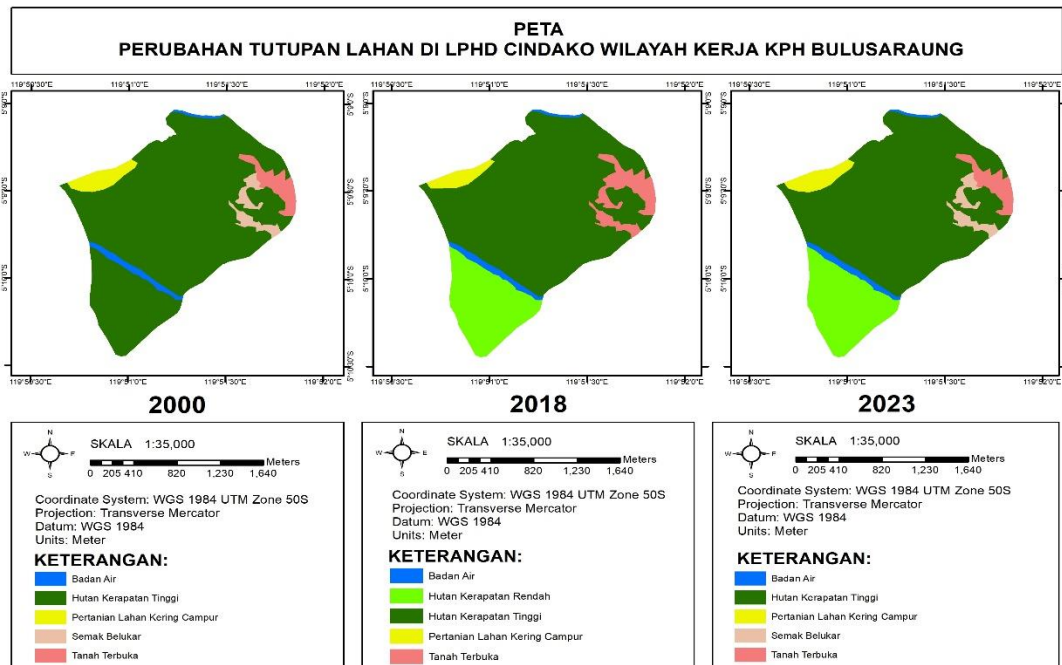 PETA
PERUBAHAN TUTUPAN LAHAN DI LPHD CINDAKO WILAYAH KERJA KPH BULUSARAUNG
119°50'30"E 119°51'0"E 119°51'30"E 119°52'0"E
119°50'30"E 119°51'0"E 119°51'30"E 119°52'0"E
2000
2018
2023
N
W E
S
SKALA 1:35,000
0 205 410 820 1,230 1,640 Meters
Coordinate System: WGS 1984 UTM Zone 50S
Projection: Transverse Mercator
Datum: WGS 1984
Units: Meter
KETERANGAN:
Badan Air
Hutan Kerapatan Tinggi
Pertanian Lahan Kering Campur
Semak Belukar
Tanah Terbuka
N
W E
S
SKALA 1:35,000
0 205 410 820 1,230 1,640 Meters
Coordinate System: WGS 1984 UTM Zone 50S
Projection: Transverse Mercator
Datum: WGS 1984
Units: Meter
KETERANGAN:
Badan Air
Hutan Kerapatan Rendah
Hutan Kerapatan Tinggi
Pertanian Lahan Kering Campur
Tanah Terbuka
N
W E
S
SKALA 1:35,000
0 205 410 820 1,230 1,640 Meters
Coordinate System: WGS 1984 UTM Zone 50S
Projection: Transverse Mercator
Datum: WGS 1984
Units: Meter
KETERANGAN:
Badan Air
Hutan Kerapatan Tinggi
Pertanian Lahan Kering Campur
Semak Belukar
Tanah Terbuka